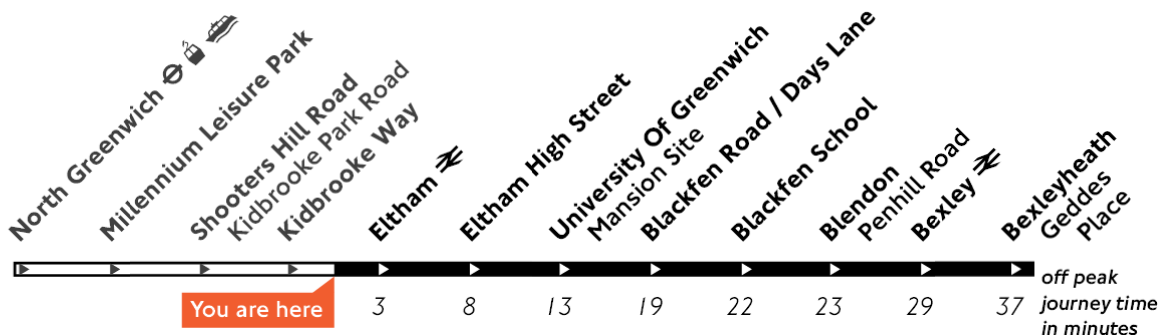 North Greenwich
Millennium Leisure Park
Shooters Hill Road
Kidbrooke Park Road
Kidbrooke Way
Eltham
Eltham High Street
University Of Greenwich
Mansion Site
Blackfen Road / Days Lane
Blackfen School
Blendon
Penhill Road
Bexley
Bexleyheath
Geddes
Place
You are here
3
8
13
19
22
23
29
37
off peak
journey time
in minutes